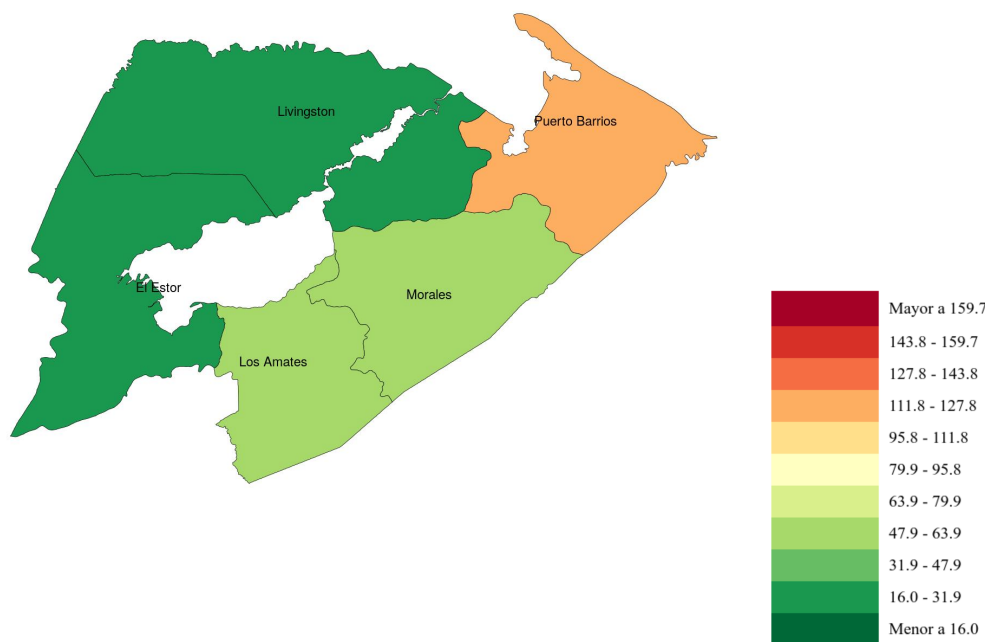 Livingston
Puerto Barrios
El Estor
Morales
Los Amates
Mayor a 159.7
143.8 - 159.7
127.8 - 143.8
111.8 - 127.8
95.8 - 111.8
79.9 - 95.8
63.9 - 79.9
47.9 - 63.9
31.9 - 47.9
16.0 - 31.9
Menor a 16.0